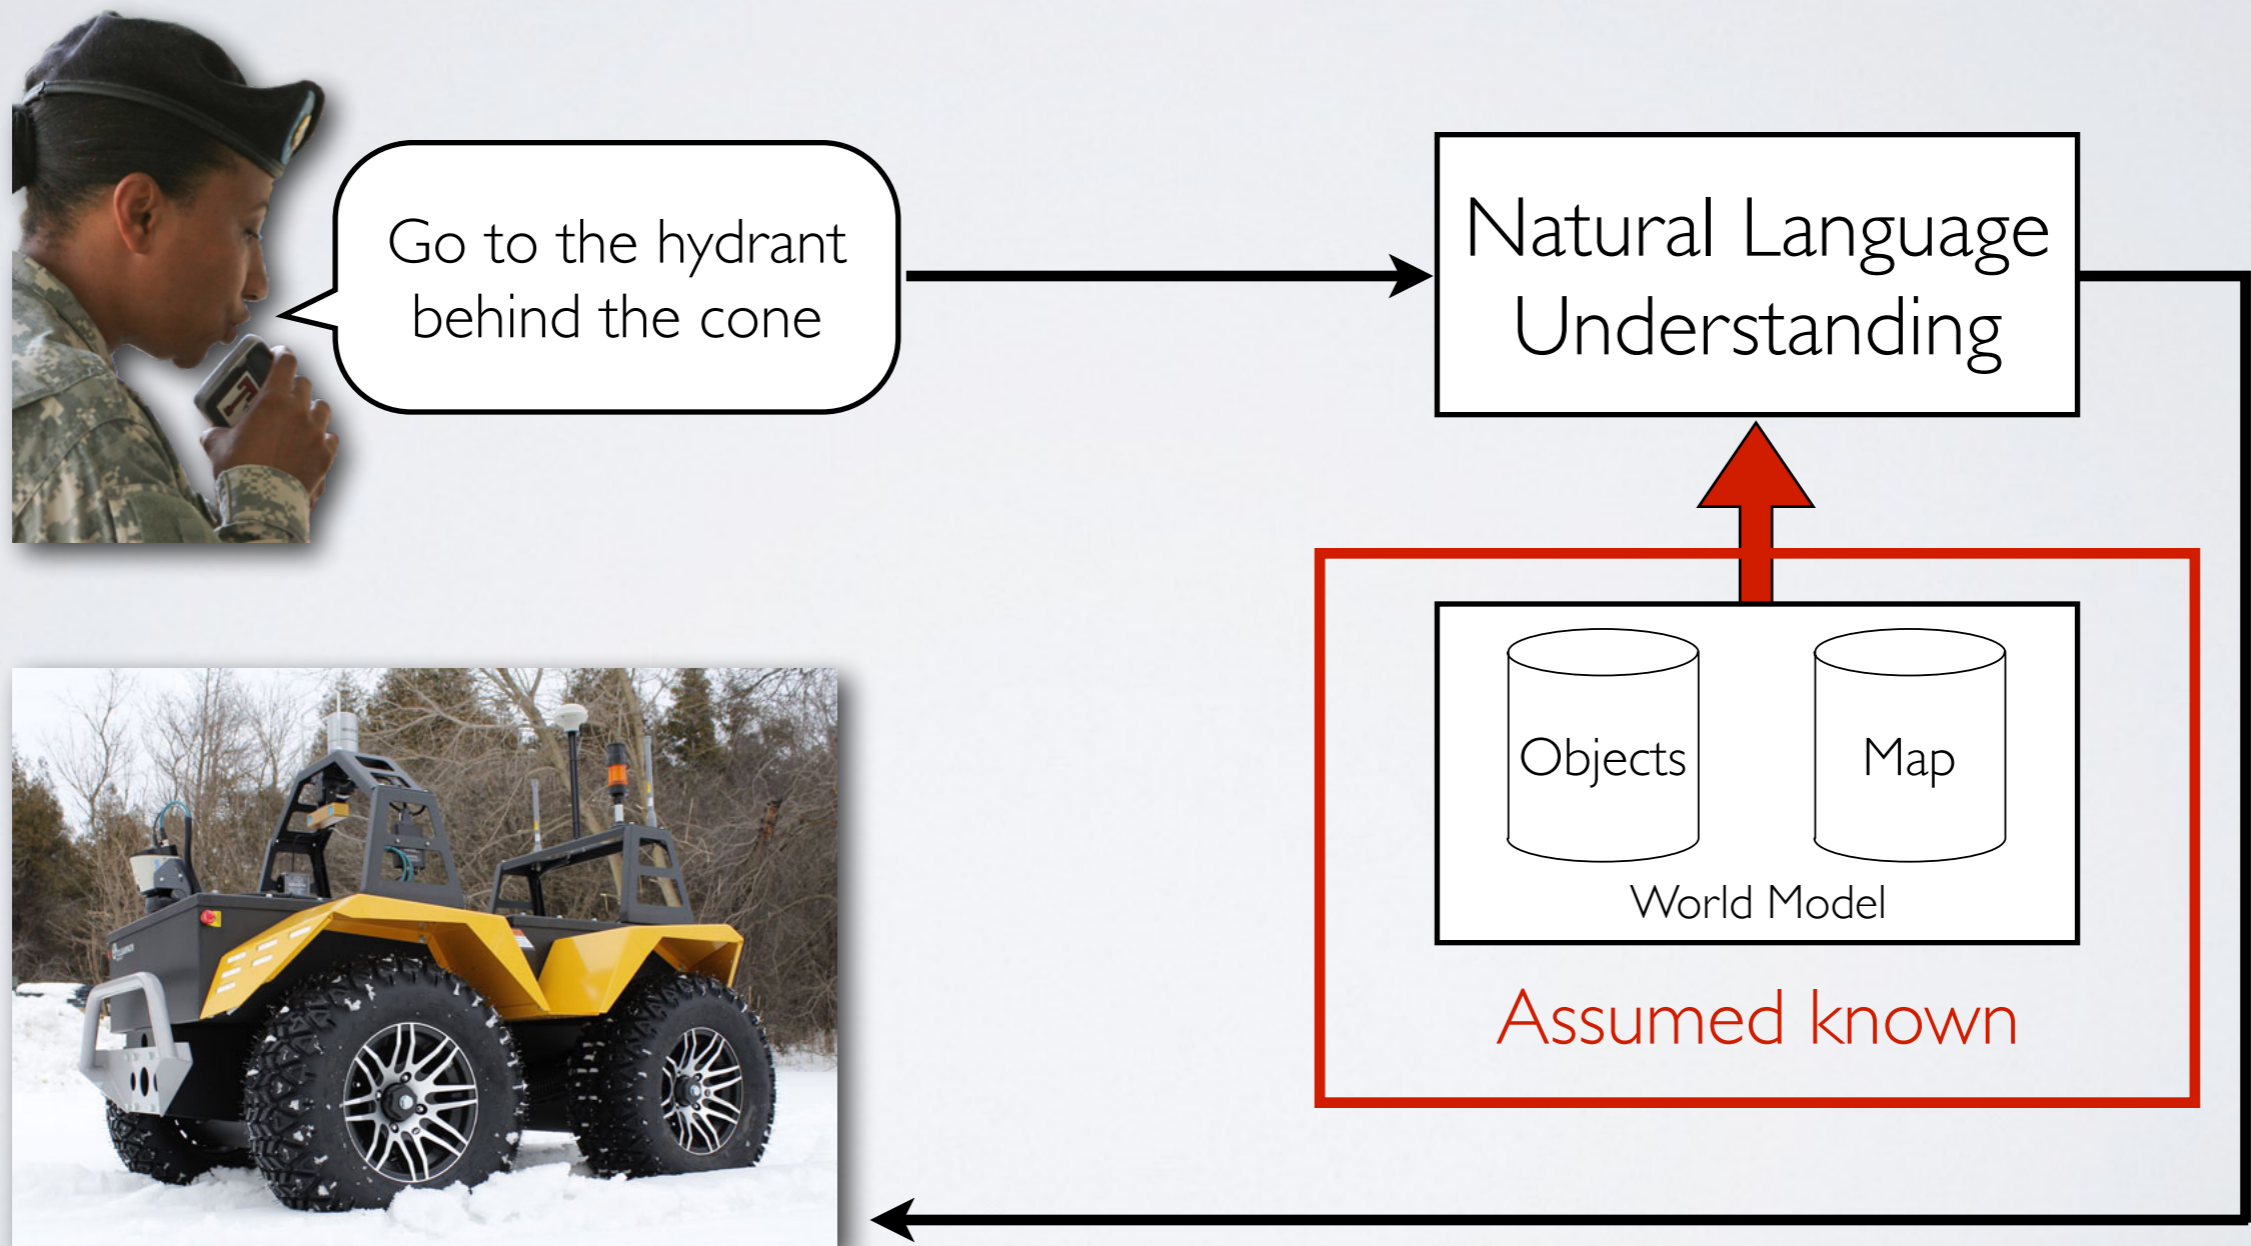 Go to the hydrant
behind the cone
Natural Language
Understanding
Objects
Map
World Model
Assumed known